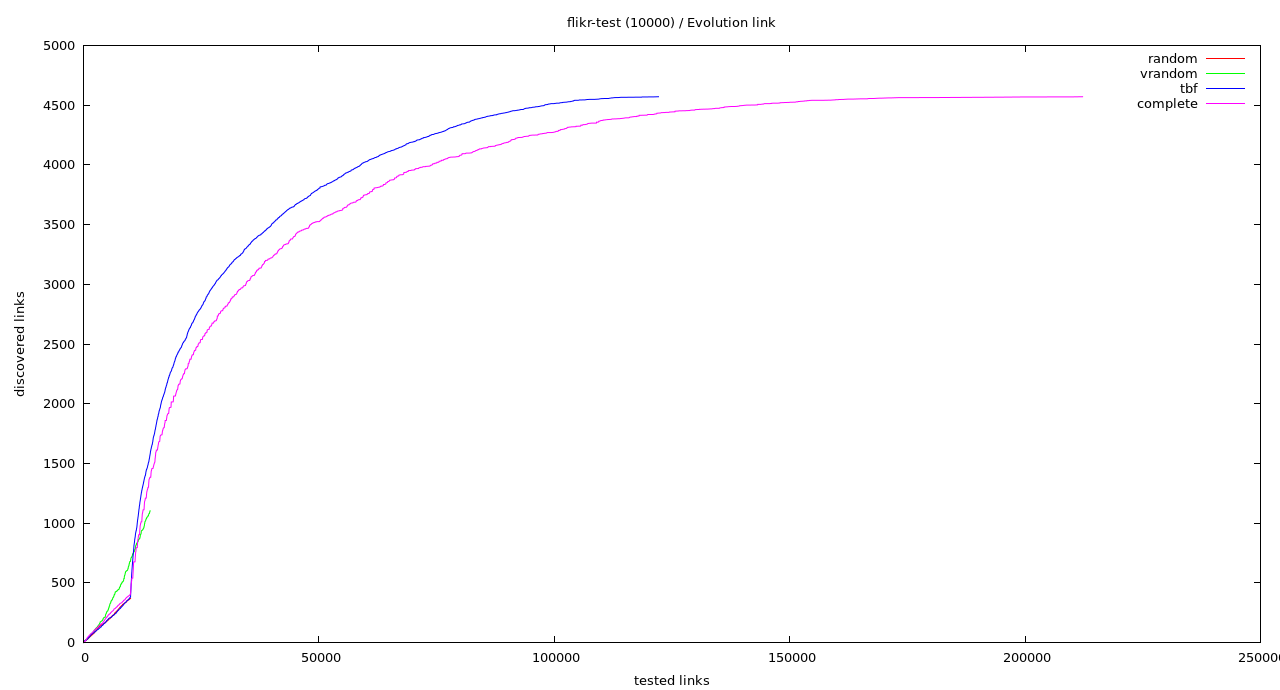 flikr-test (10000) / Evolution link
5000
4500
4000
3500
3000
2500
2000
1500
1000
500
0
discovered links
random
vrandom
tbf
complete
0 50000 100000 150000 200000 250000
tested links